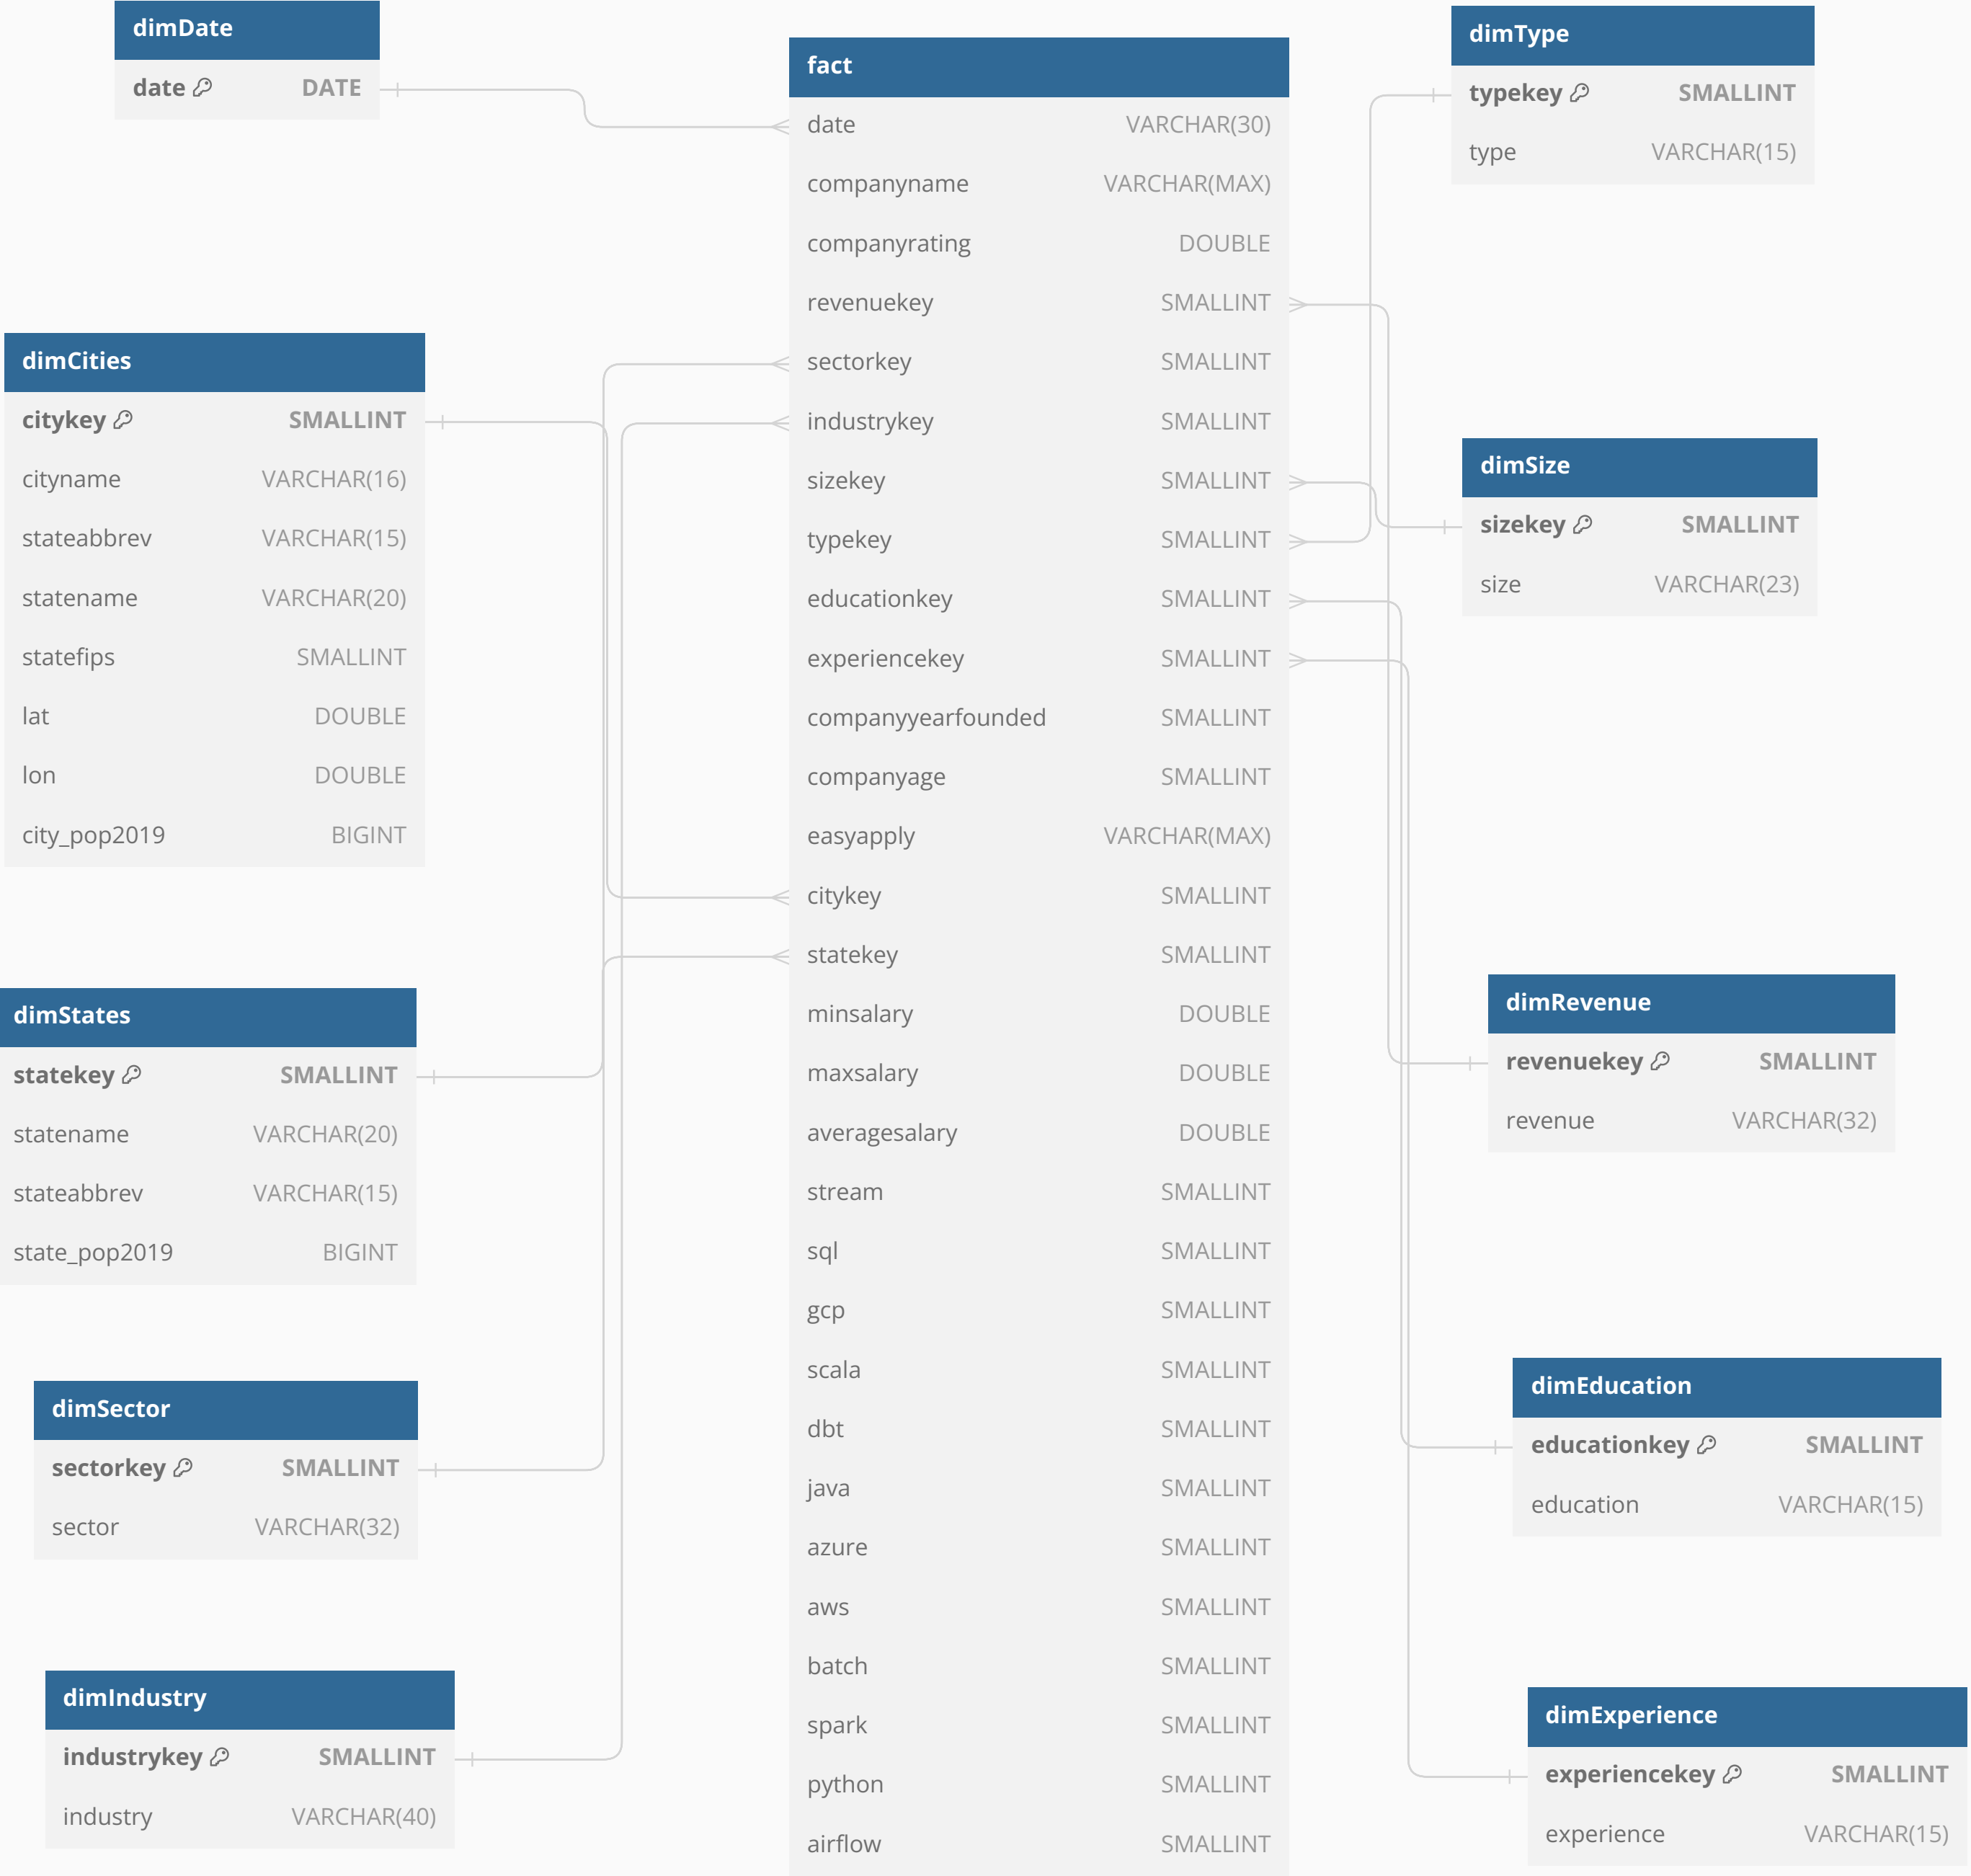 dimDate
date DATE
dimCities
citykey SMALLINT
cityname VARCHAR(16)
stateabbrev VARCHAR(15)
statename VARCHAR(20)
statefips SMALLINT
lat DOUBLE
lon DOUBLE
city_pop2019 BIGINT
dimStates
statekey SMALLINT
statename VARCHAR(20)
stateabbrev VARCHAR(15)
state_pop2019 BIGINT
dimSector
sectorkey SMALLINT
sector VARCHAR(32)
dimIndustry
industrykey SMALLINT
industry VARCHAR(40)
fact
date VARCHAR(30)
companyname VARCHAR(MAX)
companyrating DOUBLE
revenuekey SMALLINT
sectorkey SMALLINT
industrykey SMALLINT
sizekey SMALLINT
typekey SMALLINT
educationkey SMALLINT
experiencekey SMALLINT
companyyearfounded SMALLINT
companyage SMALLINT
easyapply VARCHAR(MAX)
citykey SMALLINT
statekey SMALLINT
minsalary DOUBLE
maxsalary DOUBLE
averagesalary DOUBLE
stream SMALLINT
sql SMALLINT
gcp SMALLINT
scala SMALLINT
dbt SMALLINT
java SMALLINT
azure SMALLINT
aws SMALLINT
batch SMALLINT
spark SMALLINT
python SMALLINT
airflow SMALLINT
dimType
typekey SMALLINT
type VARCHAR(15)
dimSize
sizekey SMALLINT
size VARCHAR(23)
dimRevenue
revenuekey SMALLINT
revenue VARCHAR(32)
dimEducation
educationkey SMALLINT
education VARCHAR(15)
dimExperience
experiencekey SMALLINT
experience VARCHAR(15)